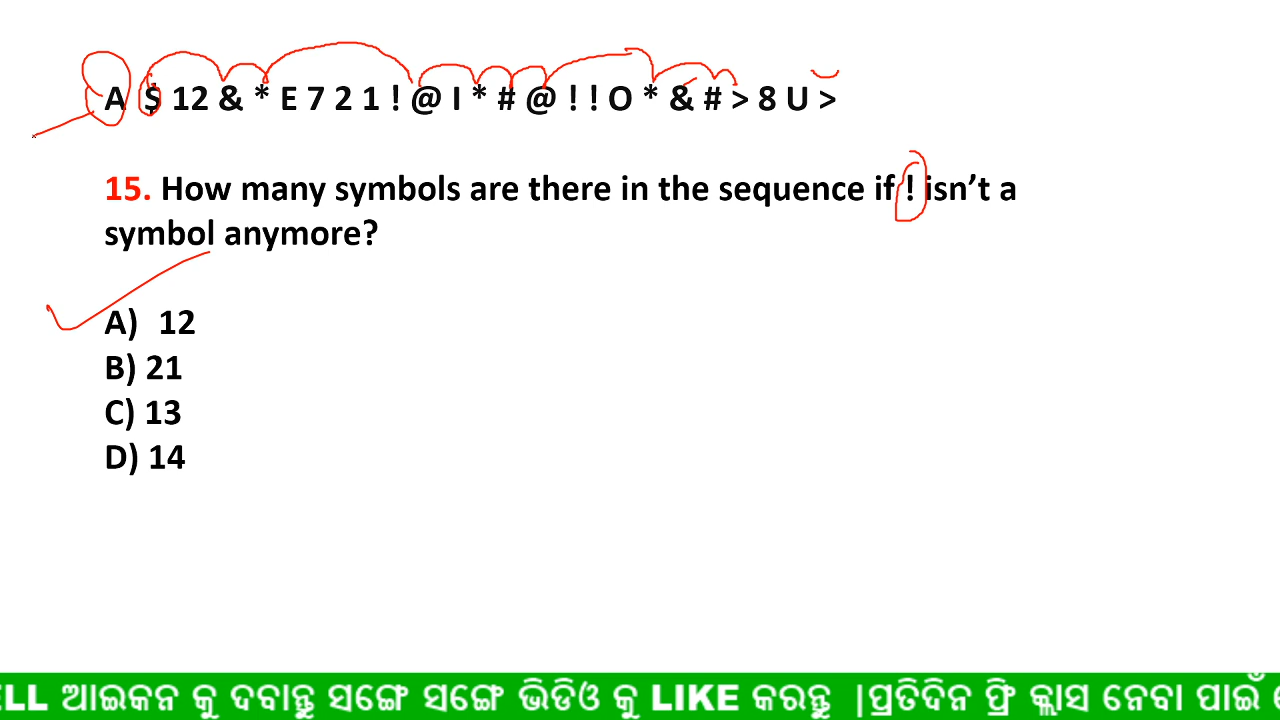 A $ 12 & * E 7 2 1 ! @ I * # @ ! ! O * & # > 8 U >
15. How many symbols are there in the sequence if ! isn’t a
symbol anymore?
A) 12
B) 21
C) 13
D) 14
ELL ଆଇକନ କୁ ଦବାନ୍ତୁ ସଙ୍ଗେ ସଙ୍ଗେ ଭିଡିଓ କୁ LIKE କରନ୍ତୁ |ପ୍ରତିଦିନ ଫ୍ରି କ୍ଲାସ ନେବା ପାଇଁ